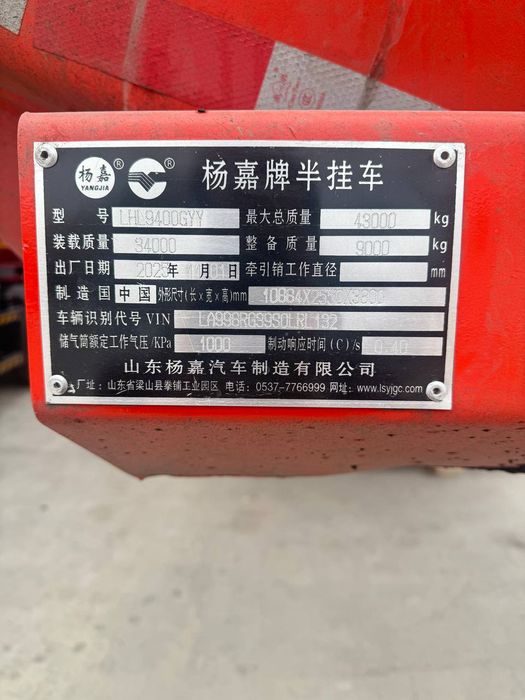 杨嘉 YANGJIA ® ® 杨嘉牌半挂车
型 号 LHL9400GYY 最大总质量 43000 kg
装载质量 34000 整备质量 9000 kg
出厂日期 年 月 日 牵引销工作直径 mm
制造国 中国 外形尺寸(长×宽×高)mm
车辆识别代号 VIN
储气筒额定工作气压/KPa 1000 制动响应时间(C)/s 0-40
山东杨嘉汽车制造有限公司
厂址:山东省梁山县拳铺工业园区 电话:0537-7766999 网址:www.lsyjgc.com